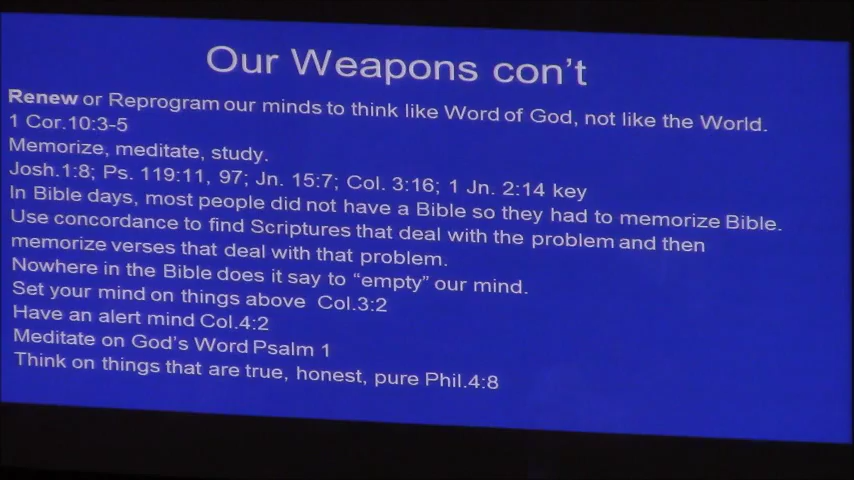 Our Weapons con't
Renew or Reprogram our minds to think like Word of God, not like the World.
1 Cor.10:3-5
Memorize, meditate, study.
Josh.1:8; Ps. 119:11, 97; Jn. 15:7; Col. 3:16; 1 Jn. 2:14 key
In Bible days, most people did not have a Bible so they had to memorize Bible.
Use concordance to find Scriptures that deal with the problem and then
memorize verses that deal with that problem.
Nowhere in the Bible does it say to “empty” our mind.
Set your mind on things above  Col.3:2
Have an alert mind Col.4:2
Meditate on God's Word Psalm 1
Think on things that are true, honest, pure Phil.4:8